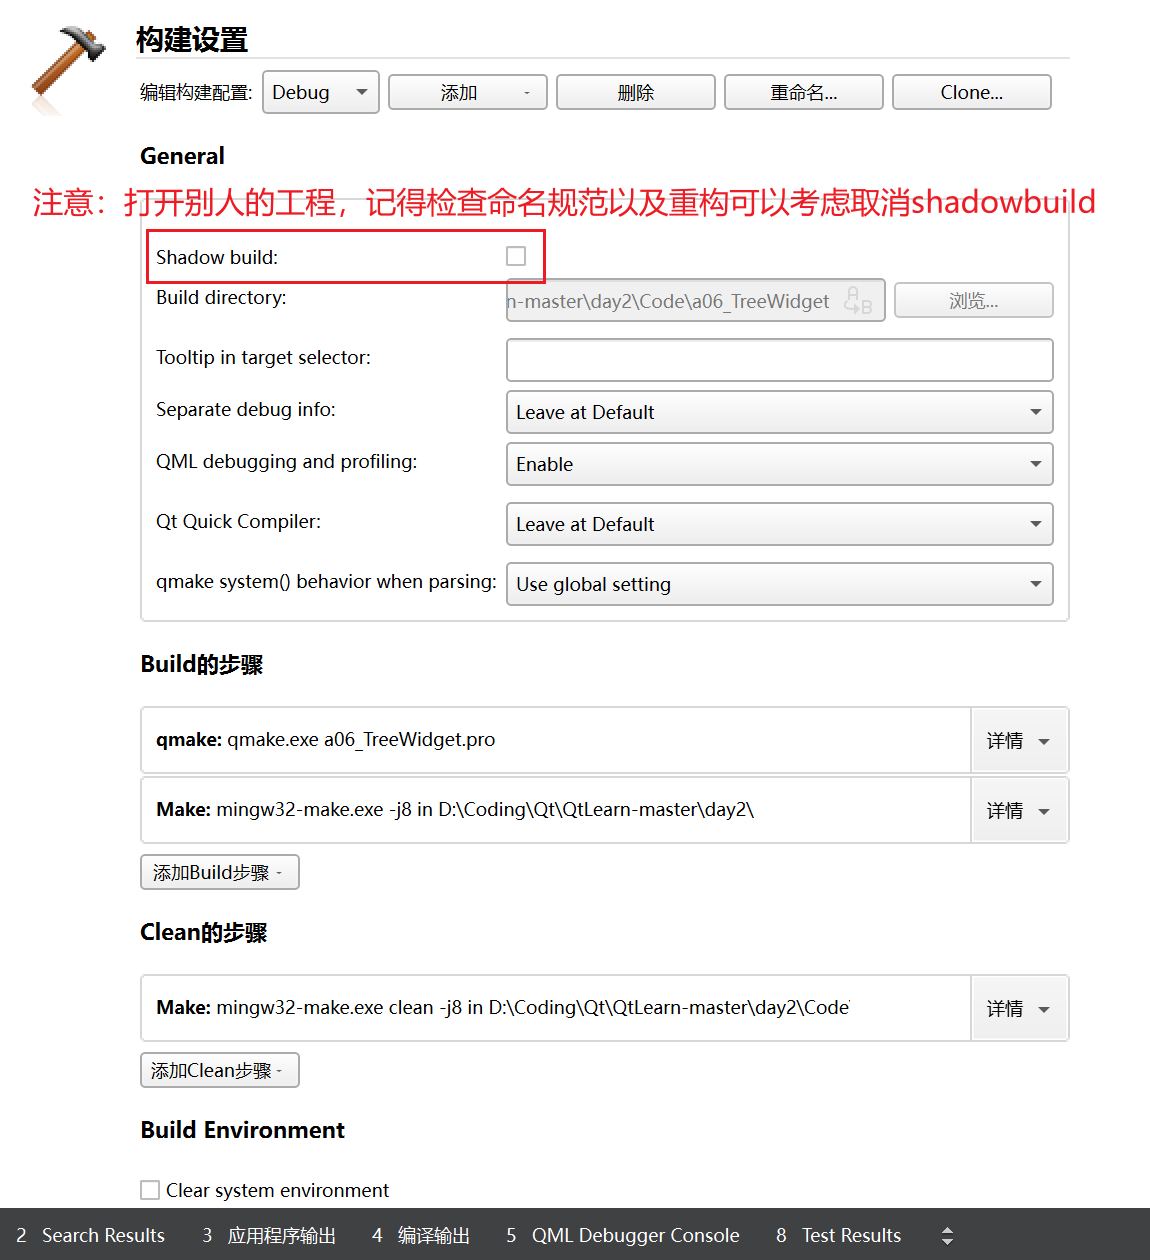 构建设置
编辑构建配置: Debug 添加 删除 重命名... Clone...
General
注意：打开别人的工程，记得检查命名规范以及重构可以考虑取消shadowbuild
Shadow build:
Build directory: n-master\day2\Code\a06_TreeWidget 浏览...
Tooltip in target selector:
Separate debug info: Leave at Default
QML debugging and profiling: Enable
Qt Quick Compiler: Leave at Default
qmake system() behavior when parsing: Use global setting
Build的步骤
qmake: qmake.exe a06_TreeWidget.pro 详情
Make: mingw32-make.exe -j8 in D:\Coding\Qt\QtLearn-master\day2\ 详情
添加Build步骤
Clean的步骤
Make: mingw32-make.exe clean -j8 in D:\Coding\Qt\QtLearn-master\day2\Code 详情
添加Clean步骤
Build Environment
Clear system environment
2 Search Results 3 应用程序输出 4 编译输出 5 QML Debugger Console 8 Test Results